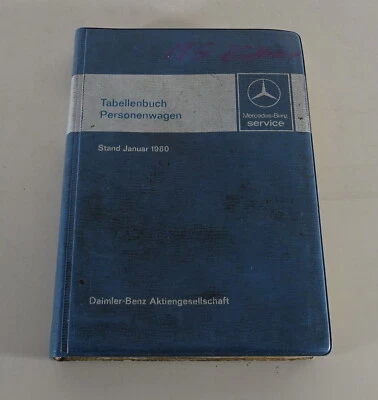 Tabellenbuch
Personenwagen
Mercedes-Benz
service
Stand Januar 1980
Daimler-Benz Aktiengesellschaft